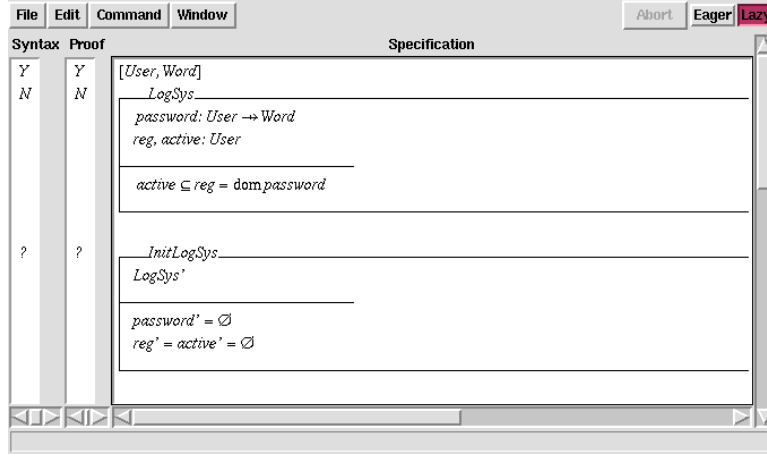 File Edit Command Window Abort Eager Lazy
Syntax Proof Specification
Y Y [User, Word]
N N LogSys
password: User ⇸ Word
reg, active: User
active ⊆ reg = dom password
? ? InitLogSys
LogSys’
password’ = ∅
reg’ = active’ = ∅